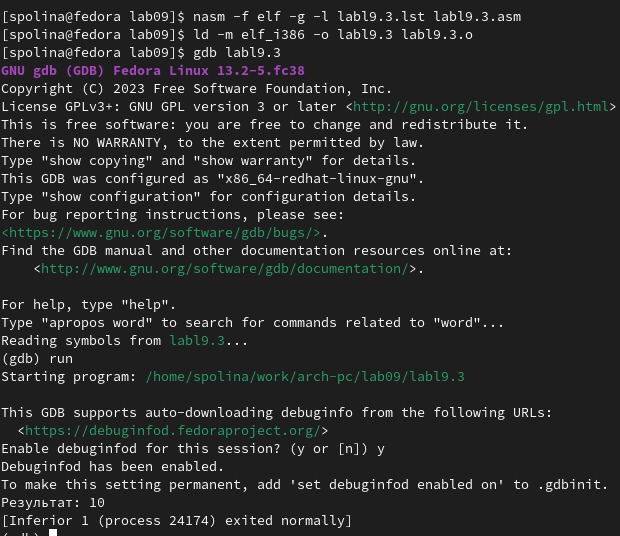 [spolina@fedora lab09]$ nasm -f elf -g -l labl9.3.lst labl9.3.asm
[spolina@fedora lab09]$ ld -m elf_i386 -o labl9.3 labl9.3.o
[spolina@fedora lab09]$ gdb labl9.3
GNU gdb (GDB) Fedora Linux 13.2-5.fc38
Copyright (C) 2023 Free Software Foundation, Inc.
License GPLv3+: GNU GPL version 3 or later <http://gnu.org/licenses/gpl.html>
This is free software: you are free to change and redistribute it.
There is NO WARRANTY, to the extent permitted by law.
Type "show copying" and "show warranty" for details.
This GDB was configured as "x86_64-redhat-linux-gnu".
Type "show configuration" for configuration details.
For bug reporting instructions, please see:
<https://www.gnu.org/software/gdb/bugs/>.
Find the GDB manual and other documentation resources online at:
    <http://www.gnu.org/software/gdb/documentation/>.

For help, type "help".
Type "apropos word" to search for commands related to "word"...
Reading symbols from labl9.3...
(gdb) run
Starting program: /home/spolina/work/arch-pc/lab09/labl9.3

This GDB supports auto-downloading debuginfo from the following URLs:
  <https://debuginfod.fedoraproject.org/>
Enable debuginfod for this session? (y or [n]) y
Debuginfod has been enabled.
To make this setting permanent, add 'set debuginfod enabled on' to .gdbinit.
Результат: 10
[Inferior 1 (process 24174) exited normally]
(gdb)